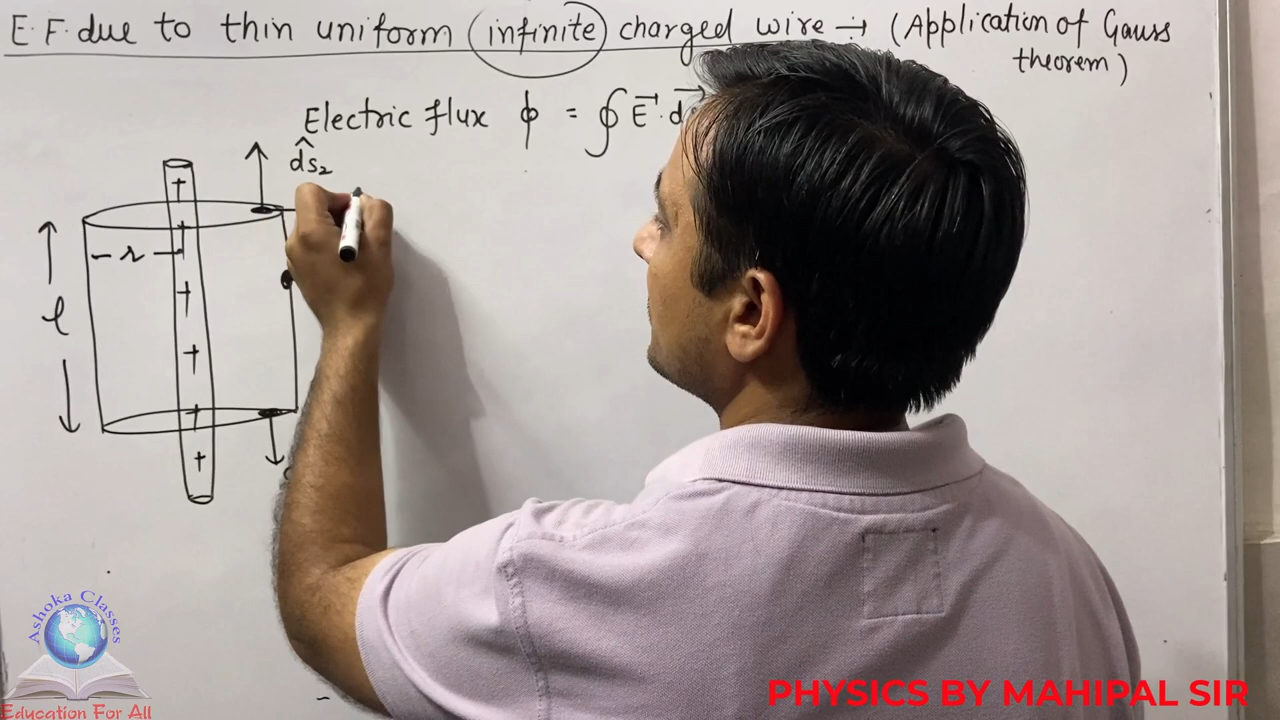 E.F. due to thin uniform infinite charged wire ÷ (Application of Gauss
theorem)
Electric flux ϕ = ∮ E⃗.
d̂s₂
+
+
- r -
+
l
+
+
+
Ashoka Classes
Education For All
PHYSICS BY MAHIPAL SIR